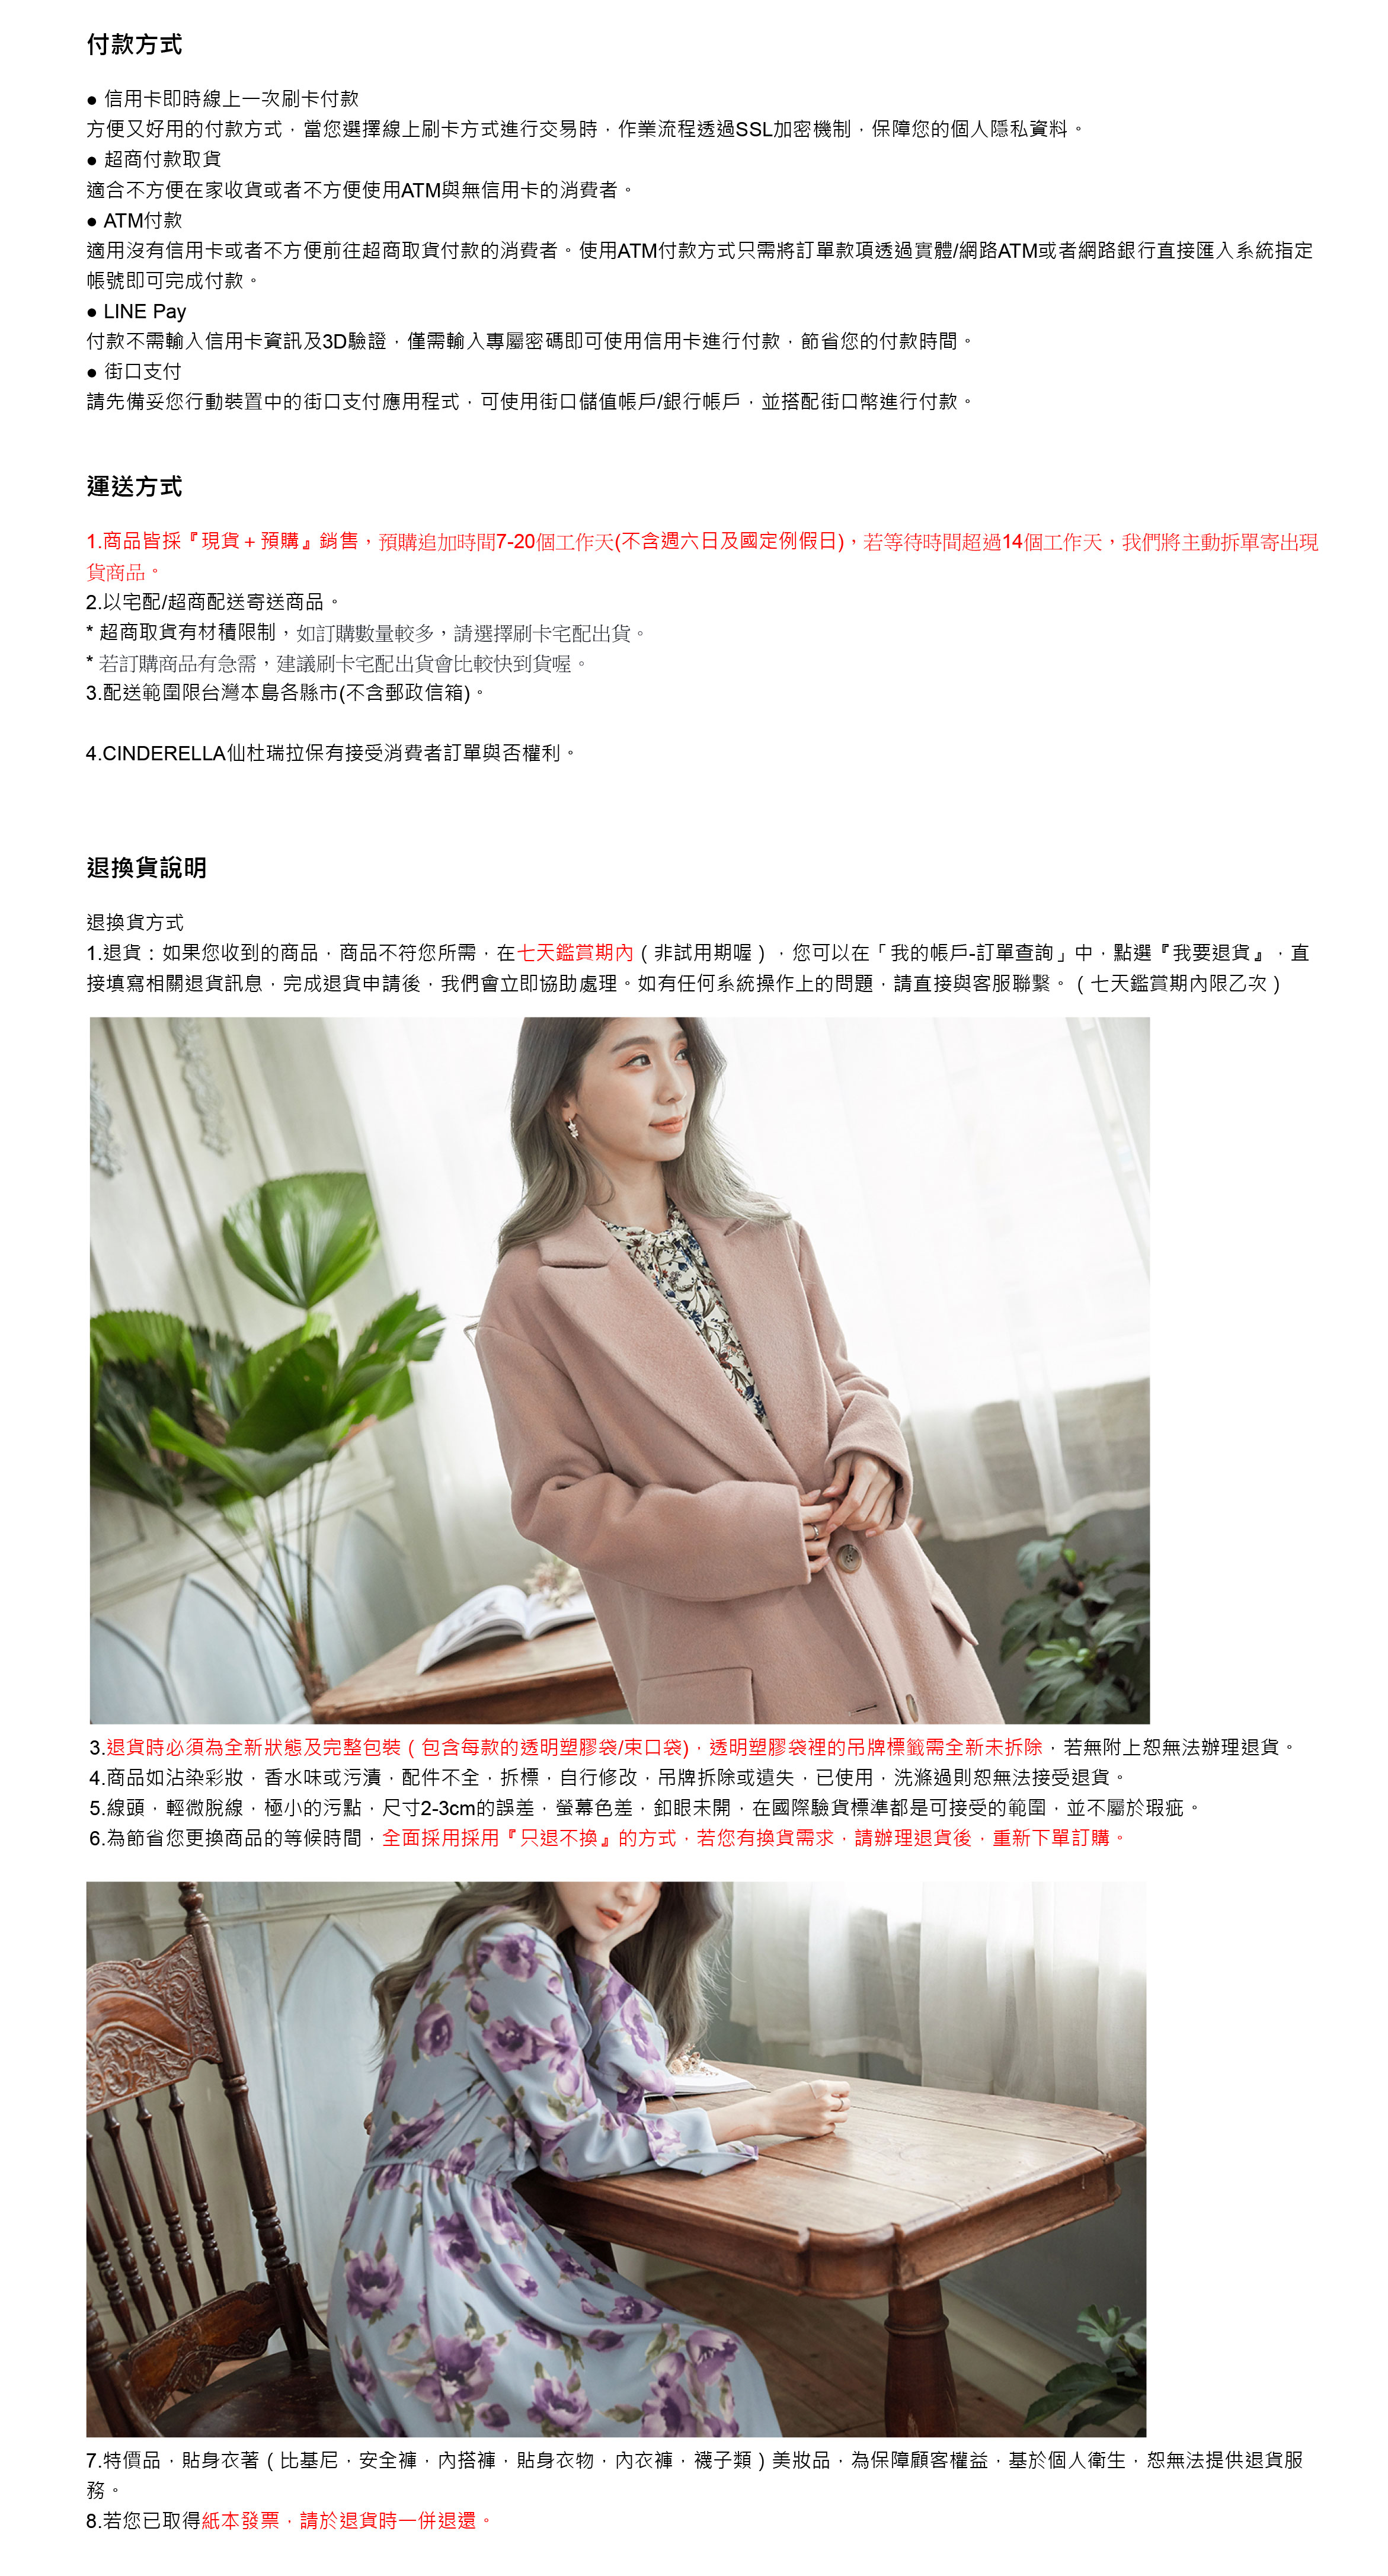 付款方式
● 信用卡即時線上一次刷卡付款
方便又好用的付款方式，當您選擇線上刷卡方式進行交易時，作業流程透過SSL加密機制，保障您的個人隱私資料。
● 超商付款取貨
適合不方便在家收貨或者不方便使用ATM與無信用卡的消費者。
● ATM付款
適用沒有信用卡或者不方便前往超商取貨付款的消費者。使用ATM付款方式只需將訂單款項透過實體/網路ATM或者網路銀行直接匯入系統指定
帳號即可完成付款。
● LINE Pay
付款不需輸入信用卡資訊及3D驗證，僅需輸入專屬密碼即可使用信用卡進行付款，節省您的付款時間。
● 街口支付
請先備妥您行動裝置中的街口支付應用程式，可使用街口儲值帳戶/銀行帳戶，並搭配街口幣進行付款。
運送方式
1.商品皆採『現貨＋預購』銷售，預購追加時間7-20個工作天(不含週六日及國定例假日)，若等待時間超過14個工作天，我們將主動拆單寄出現
貨商品。
2.以宅配/超商配送寄送商品。
* 超商取貨有材積限制，如訂購數量較多，請選擇刷卡宅配出貨。
* 若訂購商品有急需，建議刷卡宅配出貨會比較快到貨喔。
3.配送範圍限台灣本島各縣市(不含郵政信箱)。
4.CINDERELLA仙杜瑞拉保有接受消費者訂單與否權利。
退換貨說明
退換貨方式
1.退貨：如果您收到的商品，商品不符您所需，在七天鑑賞期內（非試用期喔），您可以在「我的帳戶-訂單查詢」中，點選『我要退貨』，直
接填寫相關退貨訊息，完成退貨申請後，我們會立即協助處理。如有任何系統操作上的問題，請直接與客服聯繫。（七天鑑賞期內限乙次）
3.退貨時必須為全新狀態及完整包裝（包含每款的透明塑膠袋/束口袋)，透明塑膠袋裡的吊牌標籤需全新未拆除，若無附上恕無法辦理退貨。
4.商品如沾染彩妝，香水味或污漬，配件不全，拆標，自行修改，吊牌拆除或遺失，已使用，洗滌過則恕無法接受退貨。
5.線頭，輕微脫線，極小的污點，尺寸2-3cm的誤差，螢幕色差，釦眼未開，在國際驗貨標準都是可接受的範圍，並不屬於瑕疵。
6.為節省您更換商品的等候時間，全面採用採用『只退不換』的方式，若您有換貨需求，請辦理退貨後，重新下單訂購。
7.特價品，貼身衣著（比基尼，安全褲，內搭褲，貼身衣物，內衣褲，襪子類）美妝品，為保障顧客權益，基於個人衛生，恕無法提供退貨服
務。
8.若您已取得紙本發票，請於退貨時一併退還。